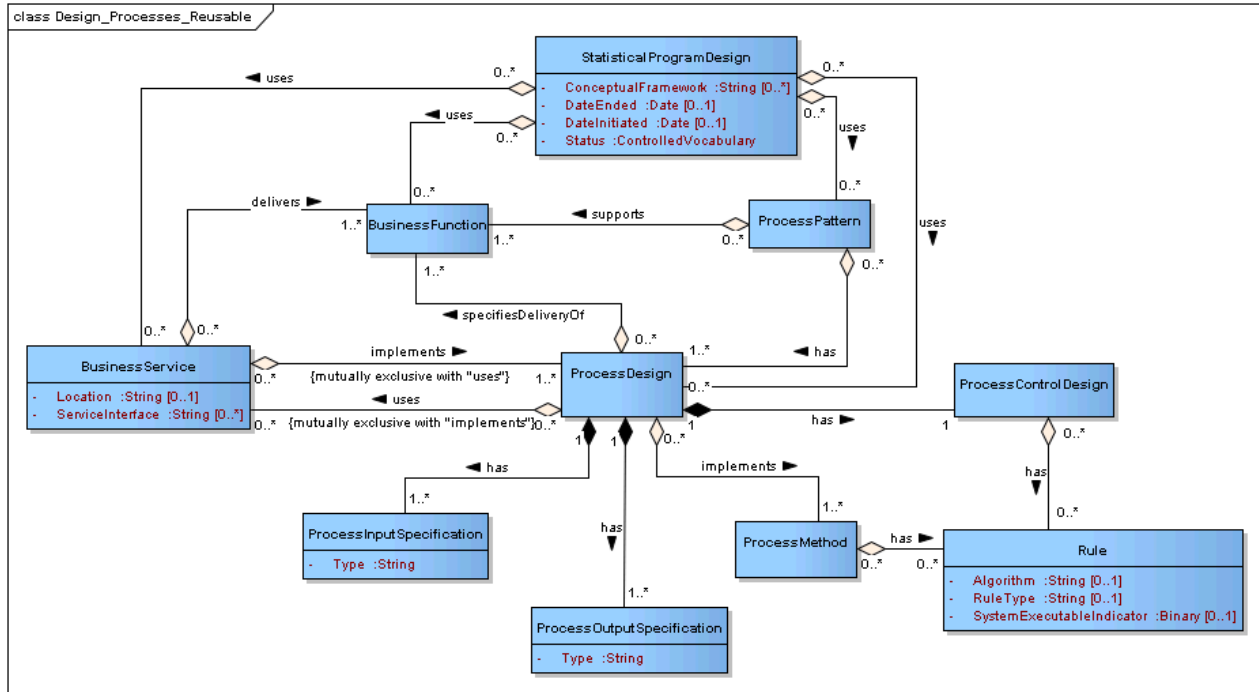 class Design_Processes_Reusable
StatisticalProgramDesign
- ConceptualFramework :String [0..*]
- DateEnded :Date [0..1]
- DateInitiated :Date [0..1]
- Status :ControlledVocabulary
0..*
◄ uses
0..*
0..*
◄ uses
0..*
0..*
uses
▼
0..*
0..*
delivers ►
1..*
BusinessFunction
1..*
◄ supports
0..*
ProcessPattern
0..*
uses
▼
1..*
◄ specifiesDeliveryOf
0..*
0..*
0..*
1..*
◄ has
BusinessService
- Location :String [0..1]
- ServiceInterface :String [0..*]
implements ►
0..*
{mutually exclusive with "uses"}
1..*
◄ uses
0..*
{mutually exclusive with "implements"}
0..*
ProcessDesign
0..*
ProcessControlDesign
1
has ►
1
1
◄ has
1..*
1
has
▼
1..*
0..*
implements ►
1..*
0..*
has
▼
0..*
ProcessInputSpecification
- Type :String
ProcessMethod
has ►
0..*
0..*
Rule
- Algorithm :String [0..1]
- RuleType :String [0..1]
- SystemExecutableIndicator :Binary [0..1]
ProcessOutputSpecification
- Type :String